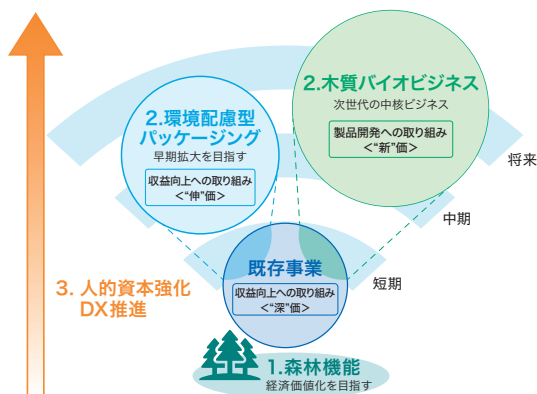 2.木質バイオビジネス
次世代の中核ビジネス
製品開発への取り組み
<“新”価>
2.環境配慮型
パッケージング
早期拡大を目指す
収益向上への取り組み
<“伸”価>
将来
中期
既存事業
収益向上への取り組み
<“深”価>
短期
3. 人的資本強化
DX推進
1.森林機能
経済価値化を目指す